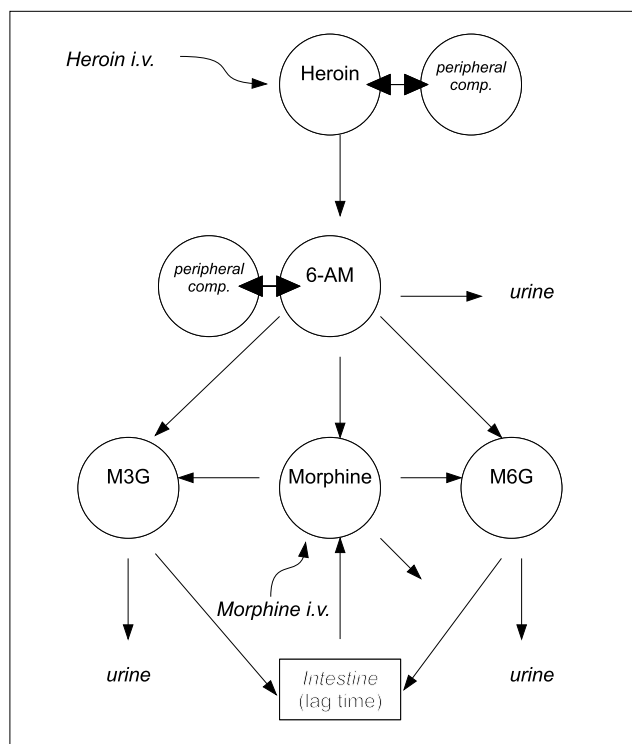 Heroin i.v.
Heroin
peripheral
comp.
peripheral
comp.
6-AM
urine
M3G
Morphine
M6G
Morphine i.v.
urine
Intestine
(lag time)
urine